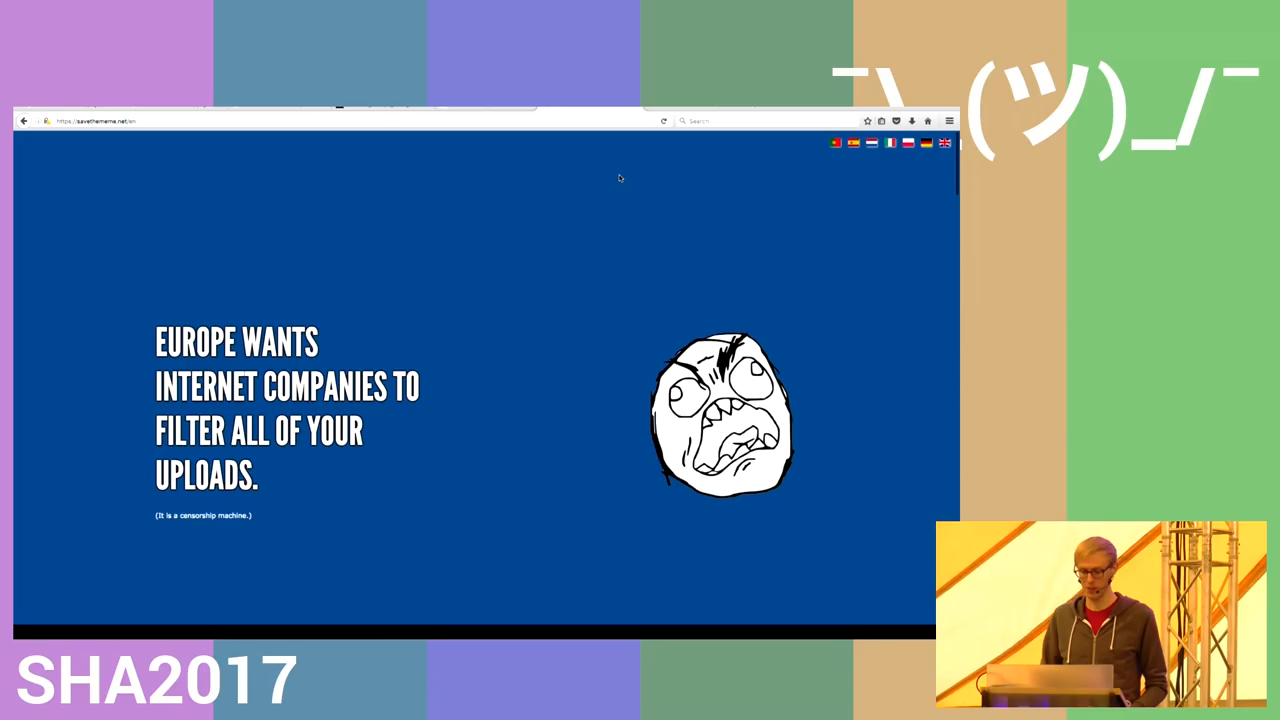 ¯\_(ツ)_/¯
https://savethememe.net/en
Search
EUROPE WANTS
INTERNET COMPANIES TO
FILTER ALL OF YOUR
UPLOADS.
(It is a censorship machine.)
SHA2017